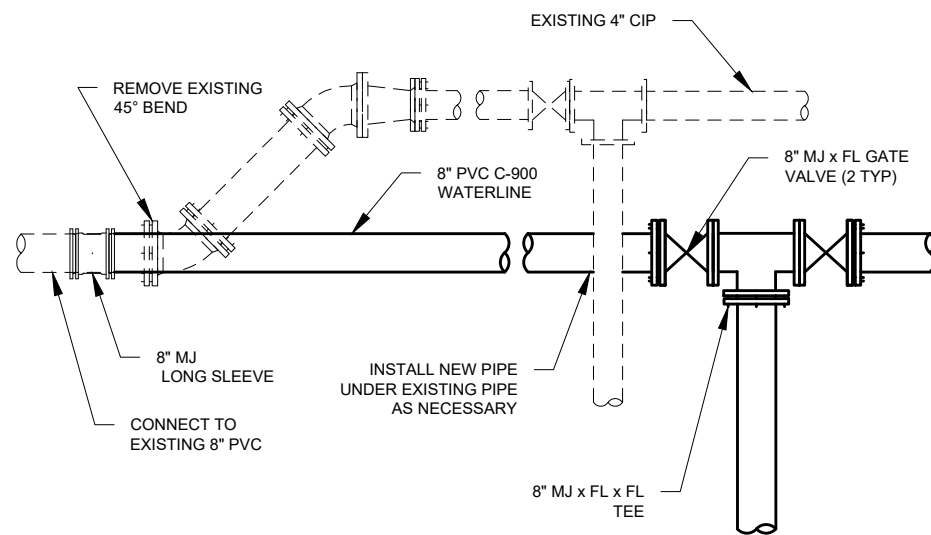 EXISTING 4" CIP
REMOVE EXISTING
45° BEND
8" PVC C-900
WATERLINE
8" MJ x FL GATE
VALVE (2 TYP)
8" MJ
LONG SLEEVE
CONNECT TO
EXISTING 8" PVC
INSTALL NEW PIPE
UNDER EXISTING PIPE
AS NECESSARY
8" MJ x FL x FL
TEE